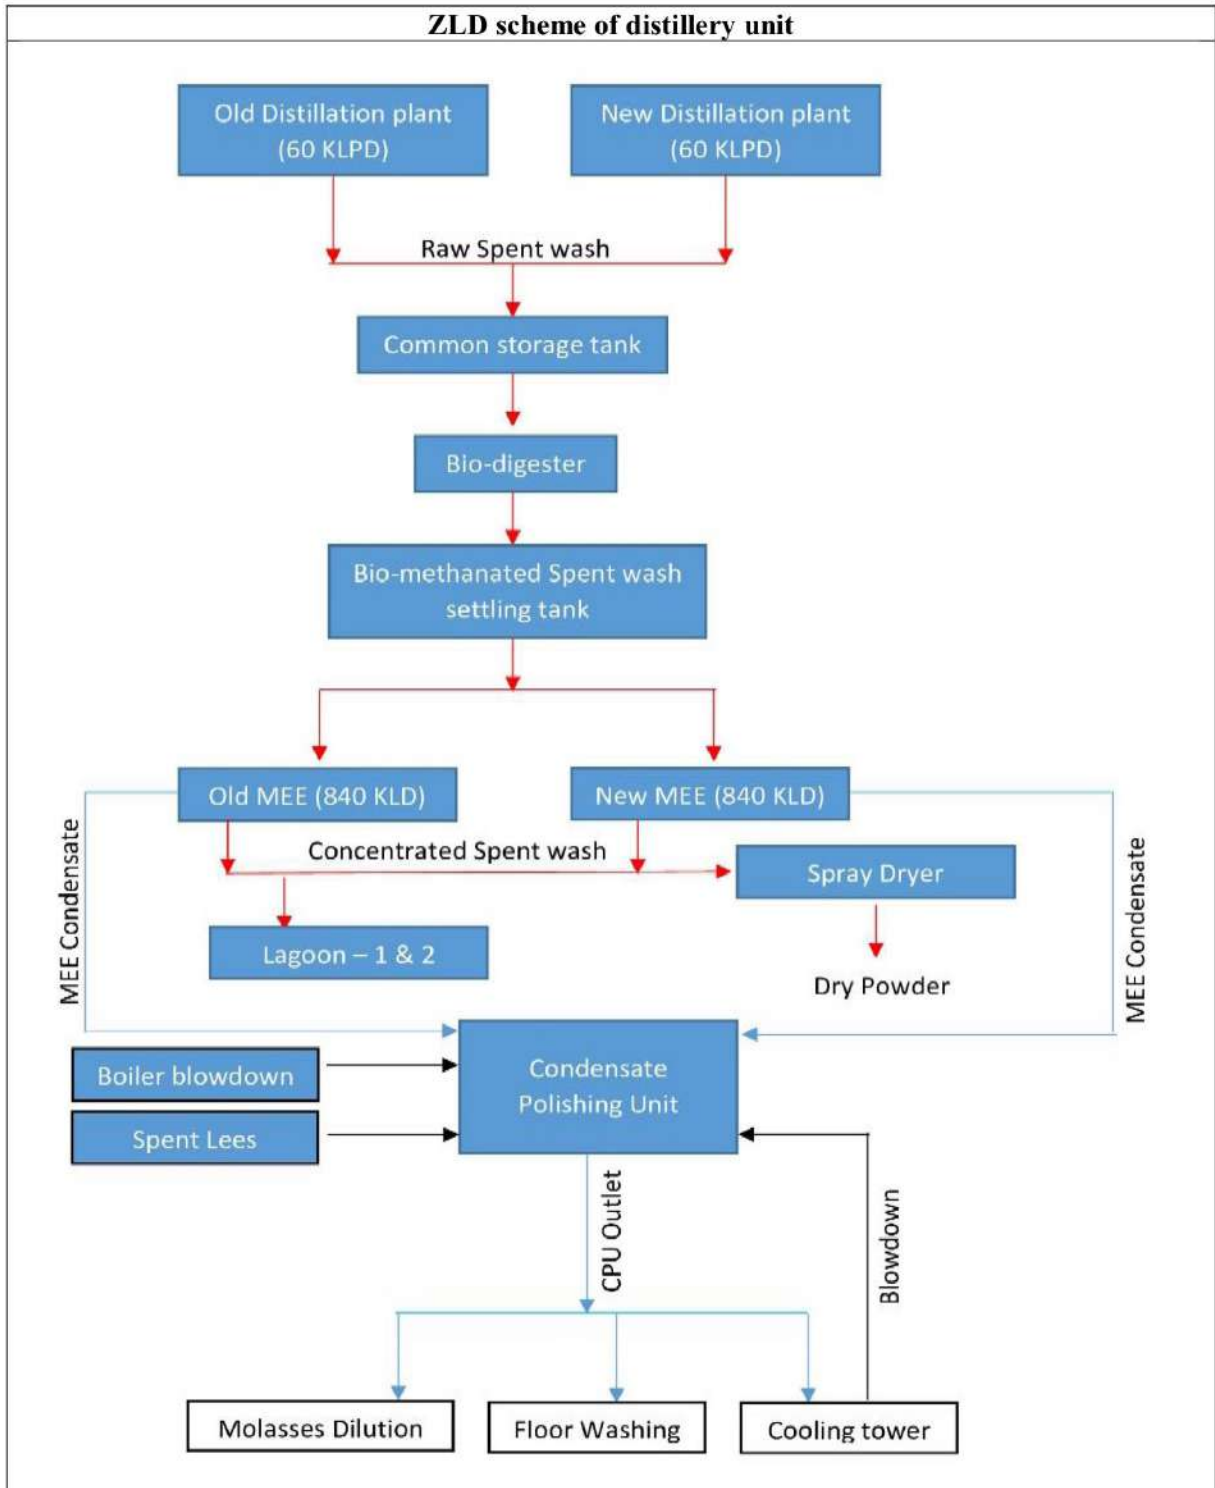 ZLD scheme of distillery unit
Old Distillation plant
(60 KLPD)
New Distillation plant
(60 KLPD)
Raw Spent wash
Common storage tank
Bio-digester
Bio-methanated Spent wash
settling tank
Old MEE (840 KLD)
New MEE (840 KLD)
MEE Condensate
Concentrated Spent wash
Spray Dryer
MEE Condensate
Lagoon – 1 & 2
Dry Powder
Boiler blowdown
Condensate
Polishing Unit
Spent Lees
CPU Outlet
Blowdown
Molasses Dilution
Floor Washing
Cooling tower